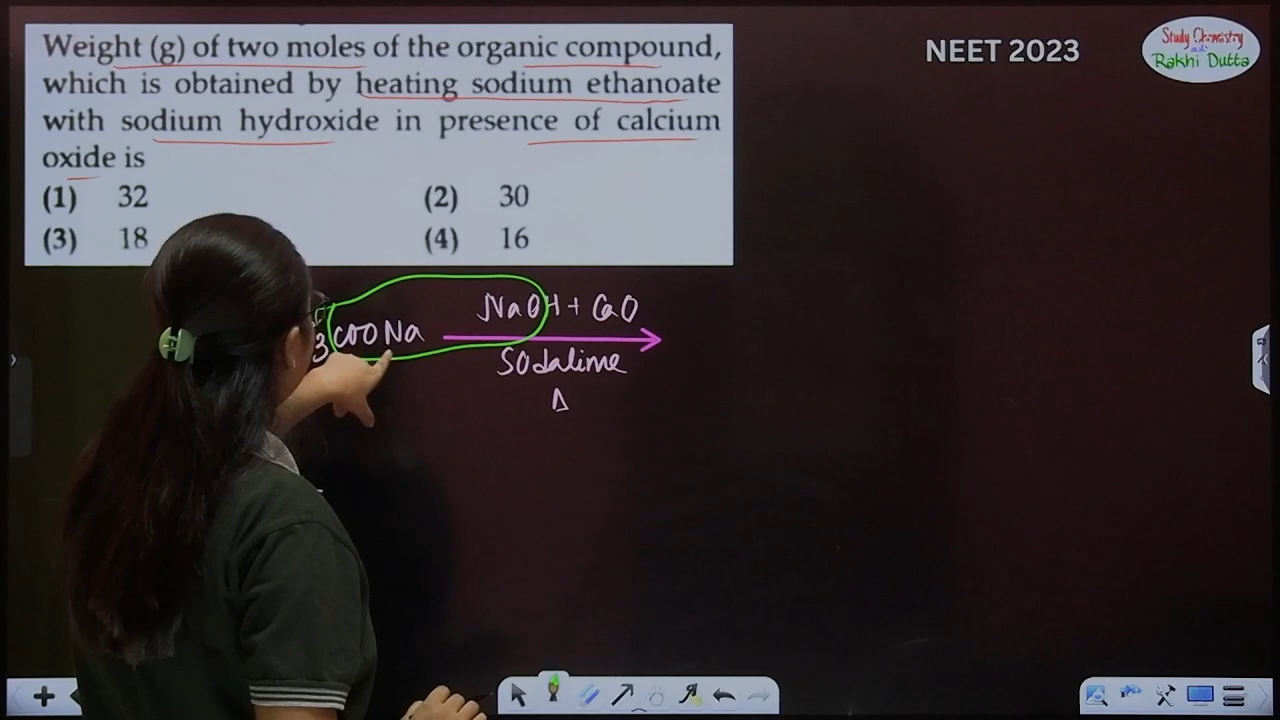 Weight (g) of two moles of the organic compound,
which is obtained by heating sodium ethanoate
with sodium hydroxide in presence of calcium
oxide is
(1) 32 (2) 30
(3) 18 (4) 16
NEET 2023
Study Chemistry
with
Rakhi Dutta
3COONa
NaOH + CaO
Sodalime
Δ